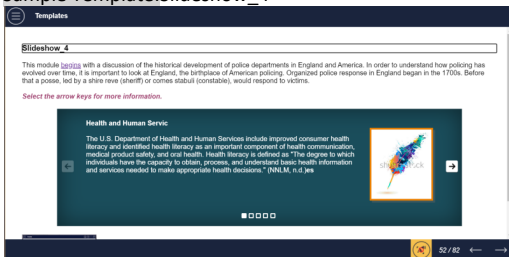 Sample Template:Slideshow_4
Templates
Slideshow_4
This module begins with a discussion of the historical development of police departments in England and America. In order to understand how policing has
evolved over time, it is important to look at England, the birthplace of American policing. Organized police response in England began in the 1700s. Before
that a posse, led by a shire reve (sheriff) or comes stabuli (constable), would respond to victims.
Select the arrow keys for more information.
Health and Human Servic
The U.S. Department of Health and Human Services include improved consumer health
literacy and identified health literacy as an important component of health communication,
medical product safety, and oral health. Health literacy is defined as "The degree to which
individuals have the capacity to obtain, process, and understand basic health information
and services needed to make appropriate health decisions." (NNLM, n.d.)es
52 / 82